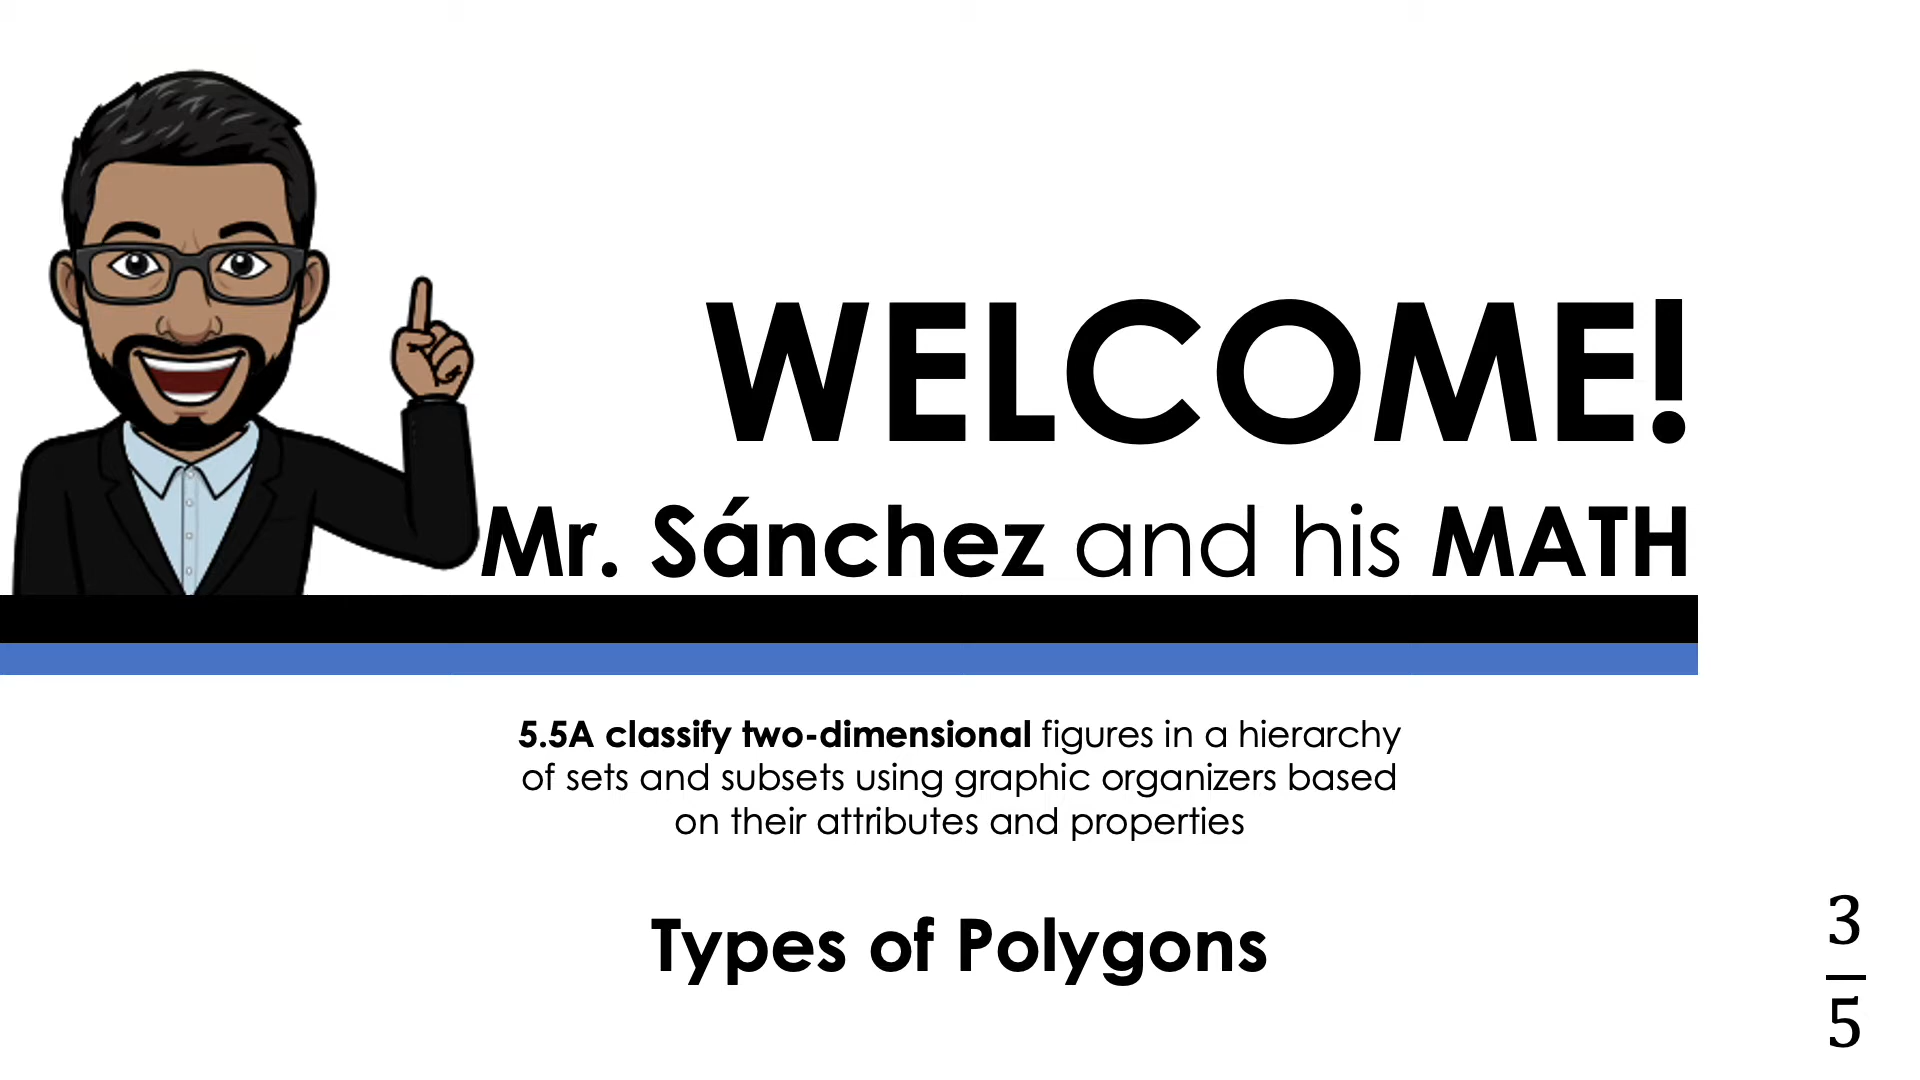 WELCOME!
Mr. Sánchez and his MATH
5.5A classify two-dimensional figures in a hierarchy
of sets and subsets using graphic organizers based
on their attributes and properties
Types of Polygons
3
5